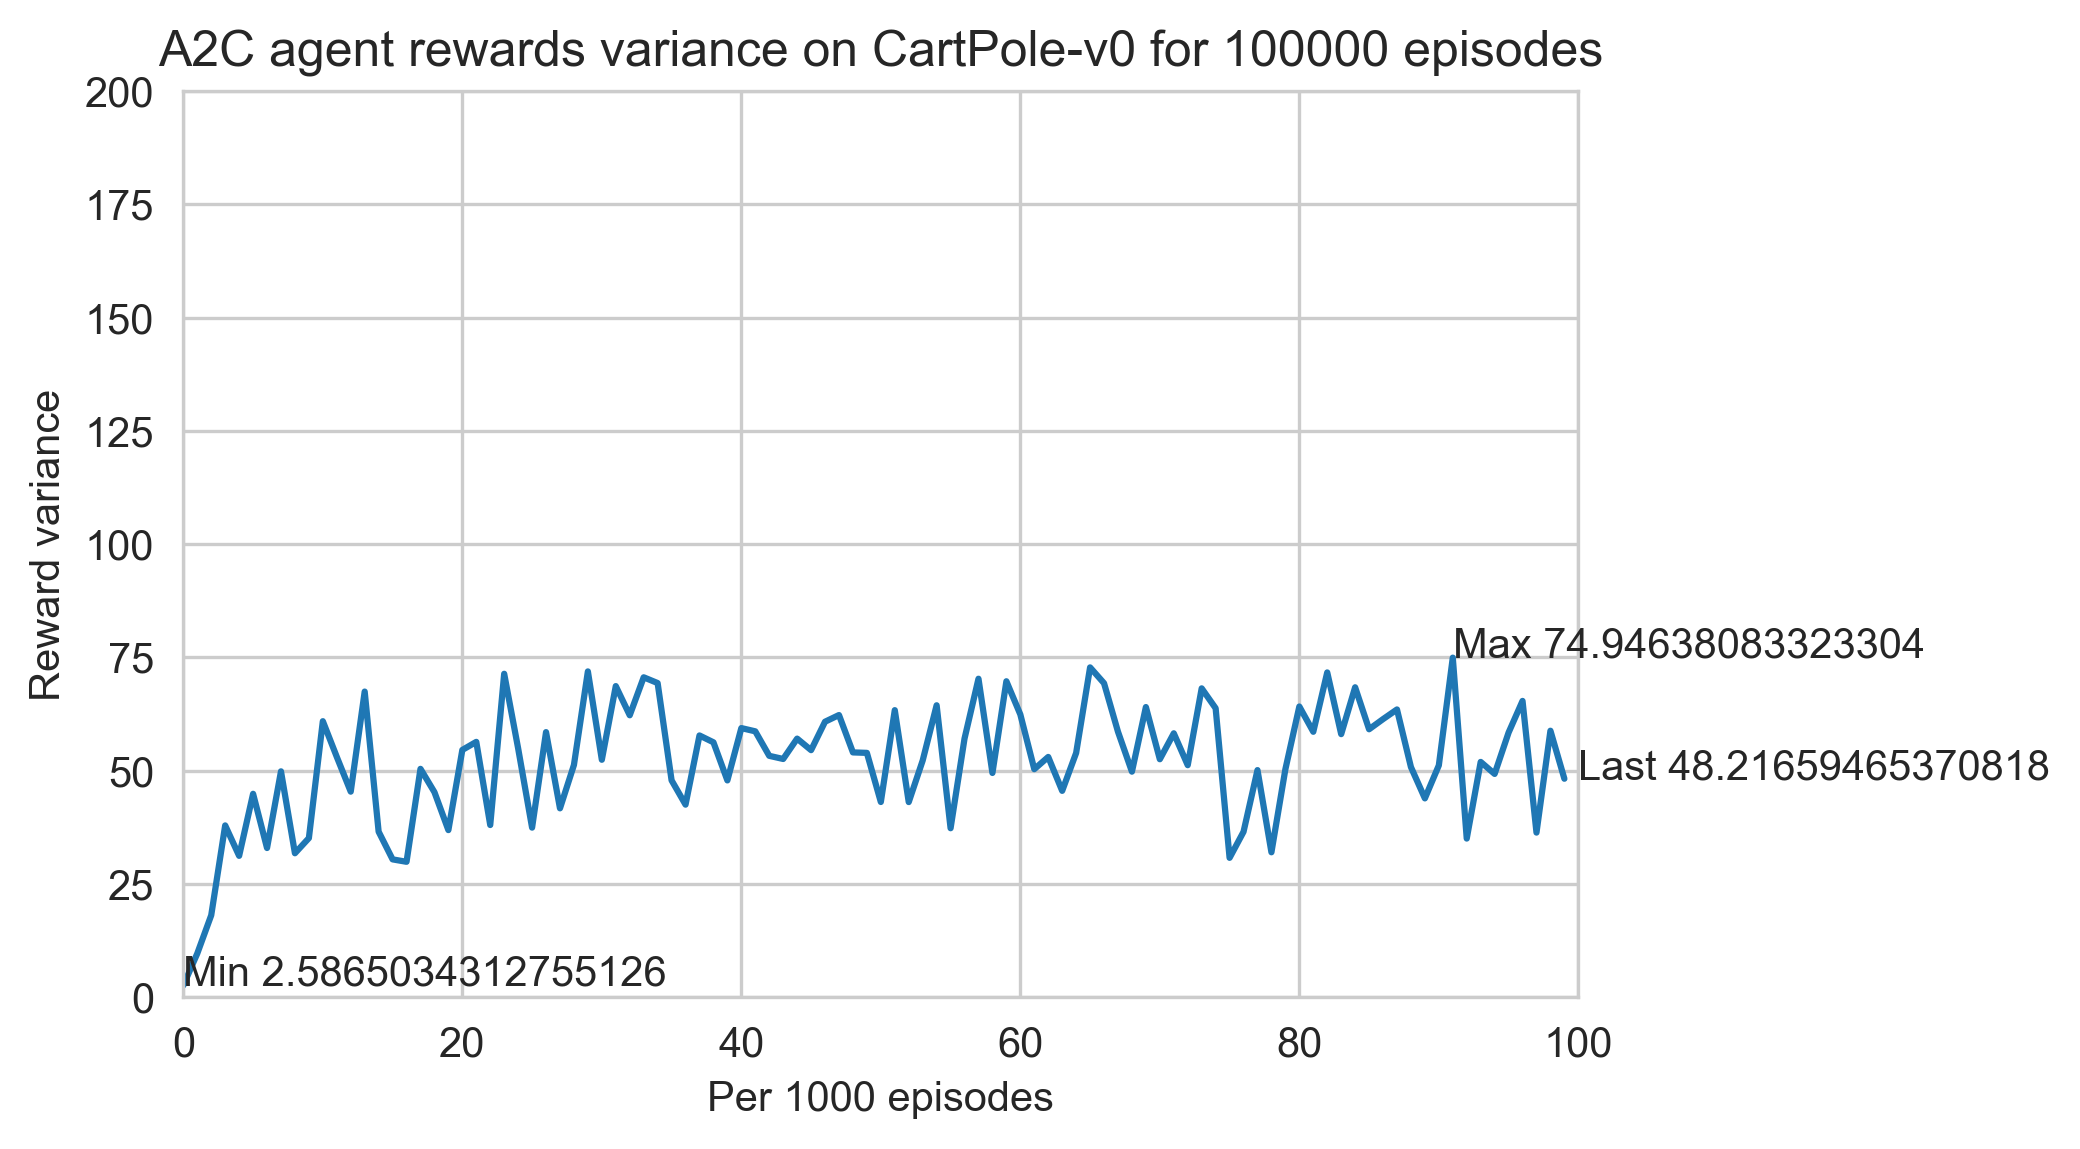 A2C agent rewards variance on CartPole-v0 for 100000 episodes
200
175
150
125
100
75
50
25
0
Reward variance
Max 74.94638083323304
Last 48.21659465370818
Min 2.5865034312755126
0 20 40 60 80 100
Per 1000 episodes